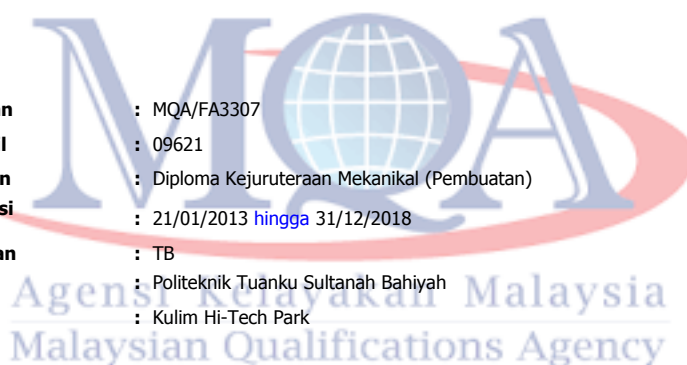 MQA
an : MQA/FA3307
l : 09621
n : Diploma Kejuruteraan Mekanikal (Pembuatan)
si : 21/01/2013 hingga 31/12/2018
an : TB
: Politeknik Tuanku Sultanah Bahiyah
: Kulim Hi-Tech Park
Agensi Kelayakan Malaysia
Malaysian Qualifications Agency